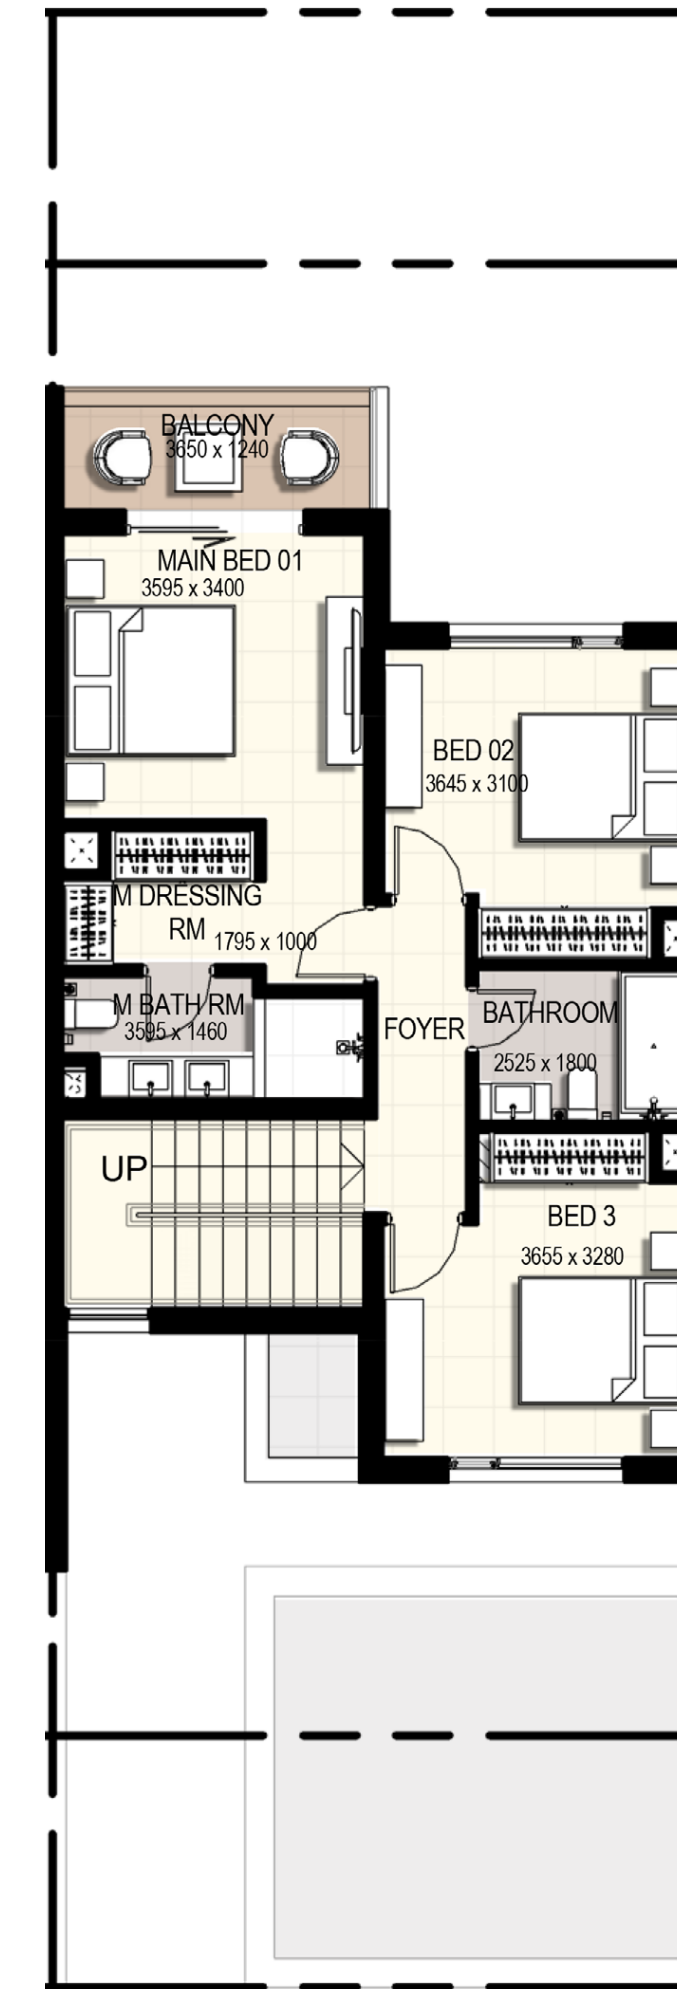 BALCONY
3650 x 1240
MAIN BED 01
3595 x 3400
BED 02
3645 x 3100
M DRESSING
RM 1795 x 1000
M BATH RM
3595 x 1460
FOYER
BATHROOM
2525 x 1800
UP
BED 3
3655 x 3280